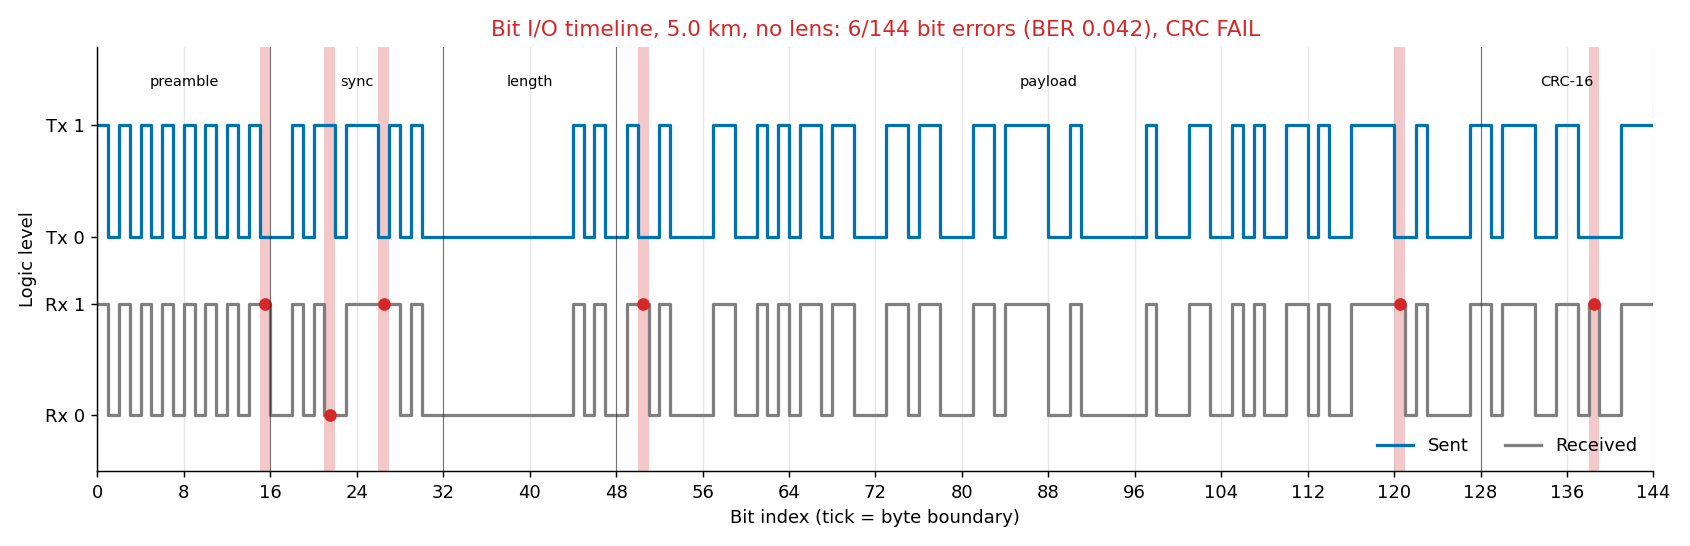 Bit I/O timeline, 5.0 km, no lens: 6/144 bit errors (BER 0.042), CRC FAIL
preamble sync length payload CRC-16
Tx 1
Tx 0
Rx 1
Rx 0
Logic level
Sent Received
0 8 16 24 32 40 48 56 64 72 80 88 96 104 112 120 128 136 144
Bit index (tick = byte boundary)